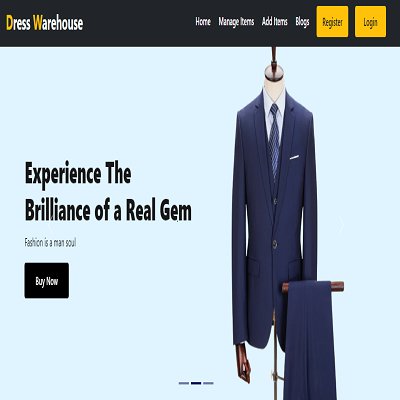 Dress Warehouse
Home Manage Items Add Items Blogs Register Login
Experience The
Brilliance of a Real Gem
Fashion is a man soul
Buy Now